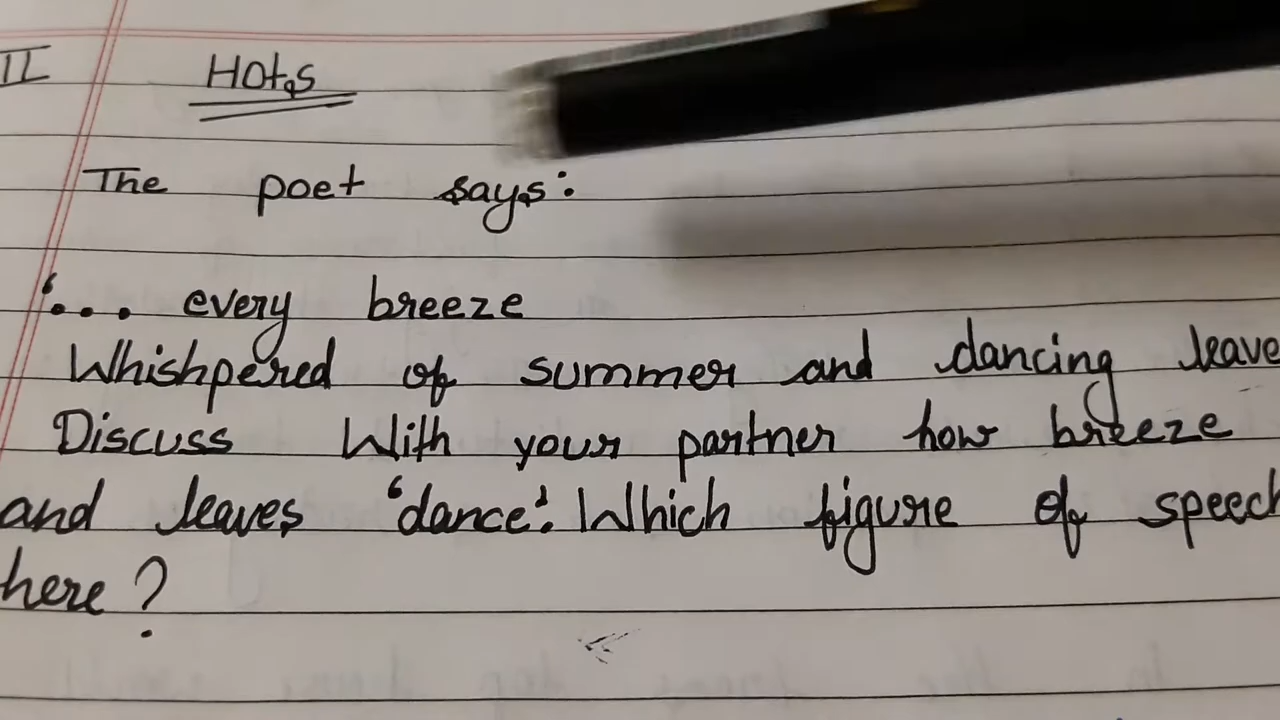 II HOts
The poet says:
'... every breeze
Whishpered of summer and dancing leave
Discuss With your partner how breeze
and leaves 'dance'. Which figure of speech
here ?